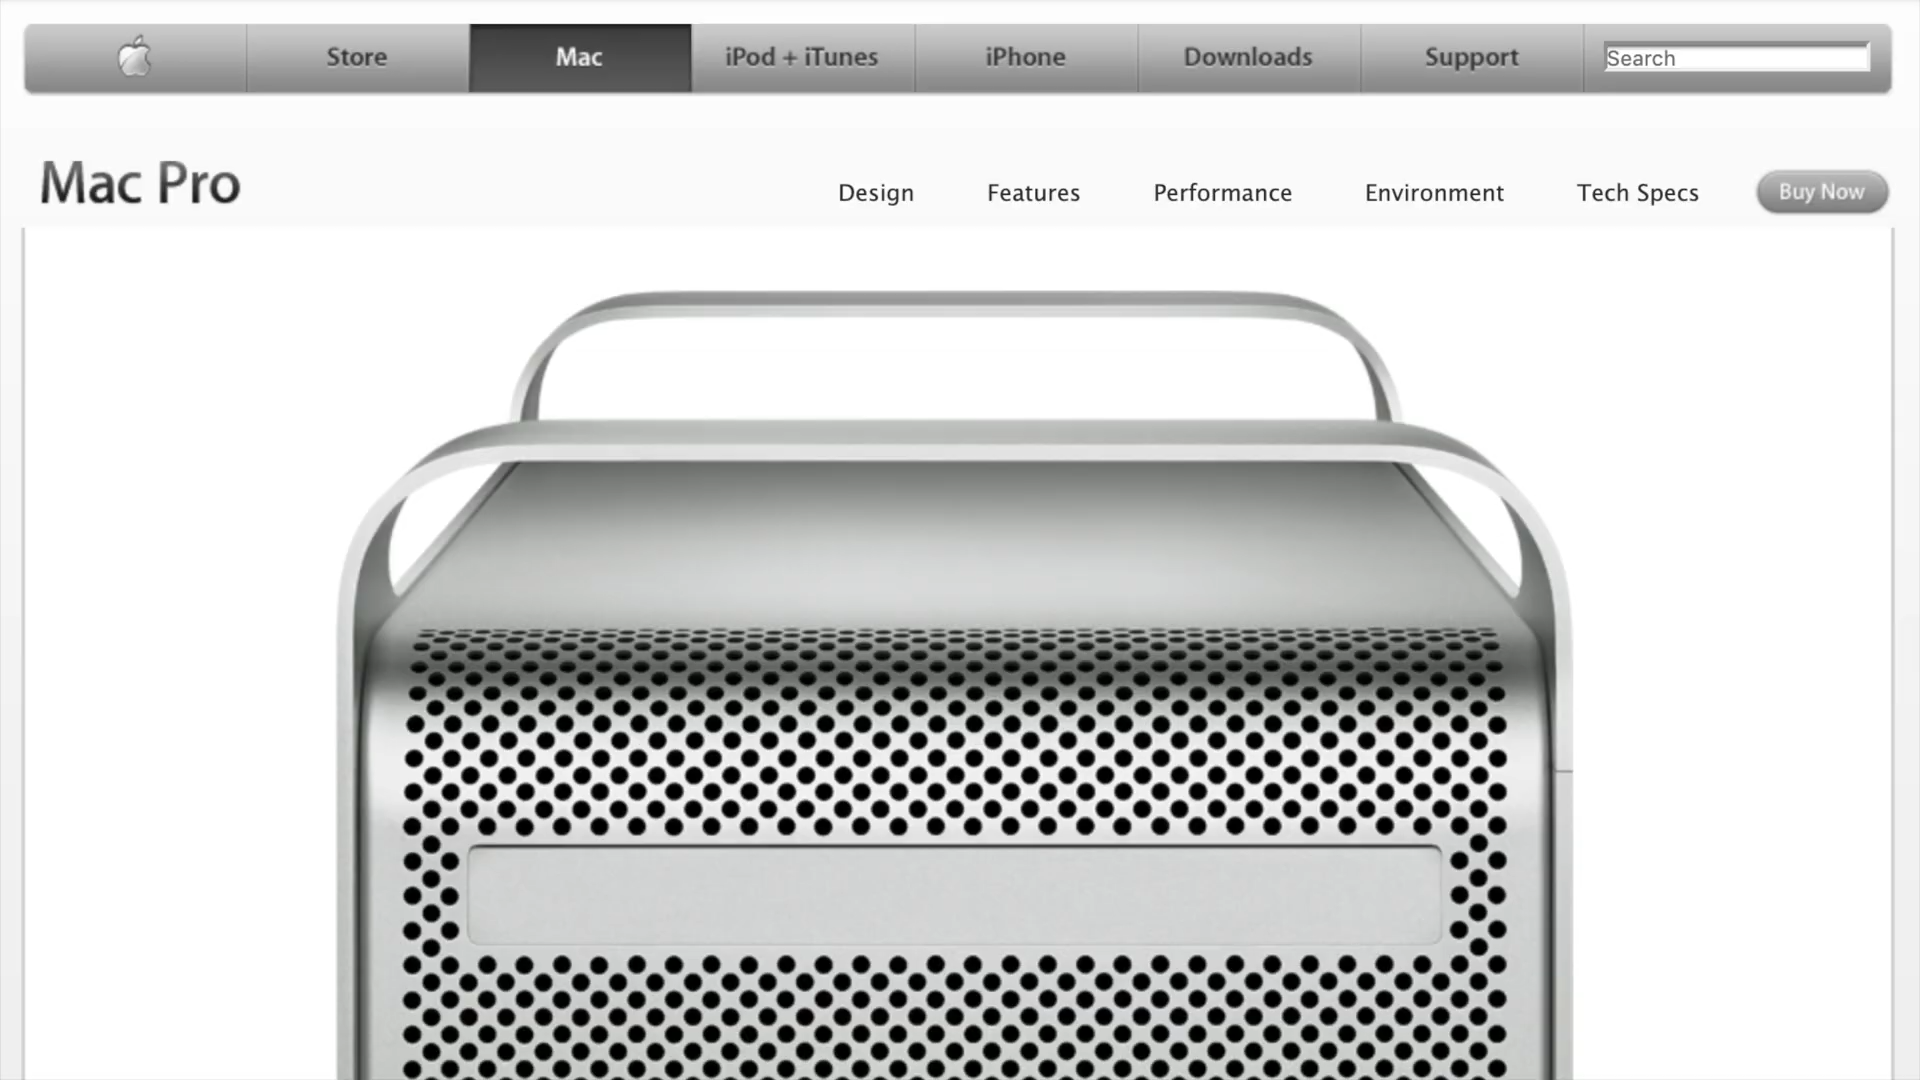 Store Mac iPod + iTunes iPhone Downloads Support Search
Mac Pro Design Features Performance Environment Tech Specs Buy Now